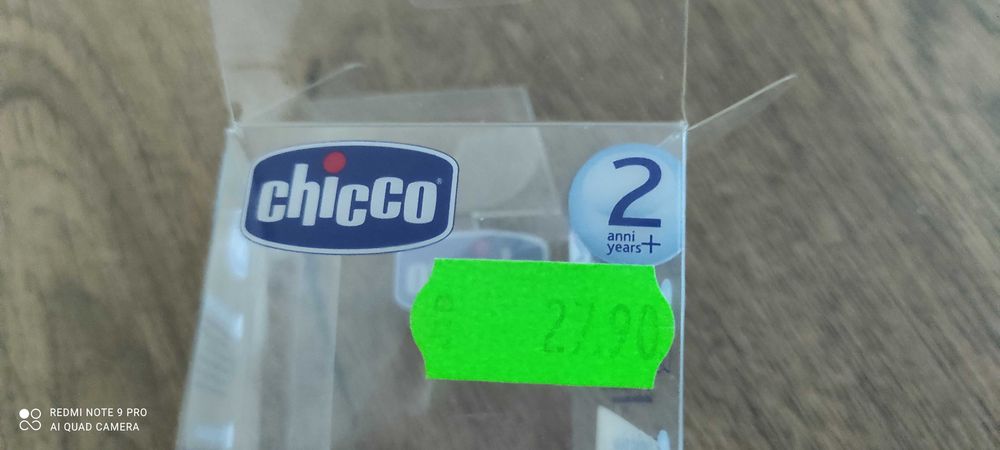 chicco
2
anni
years+
27.90
REDMI NOTE 9 PRO
AI QUAD CAMERA